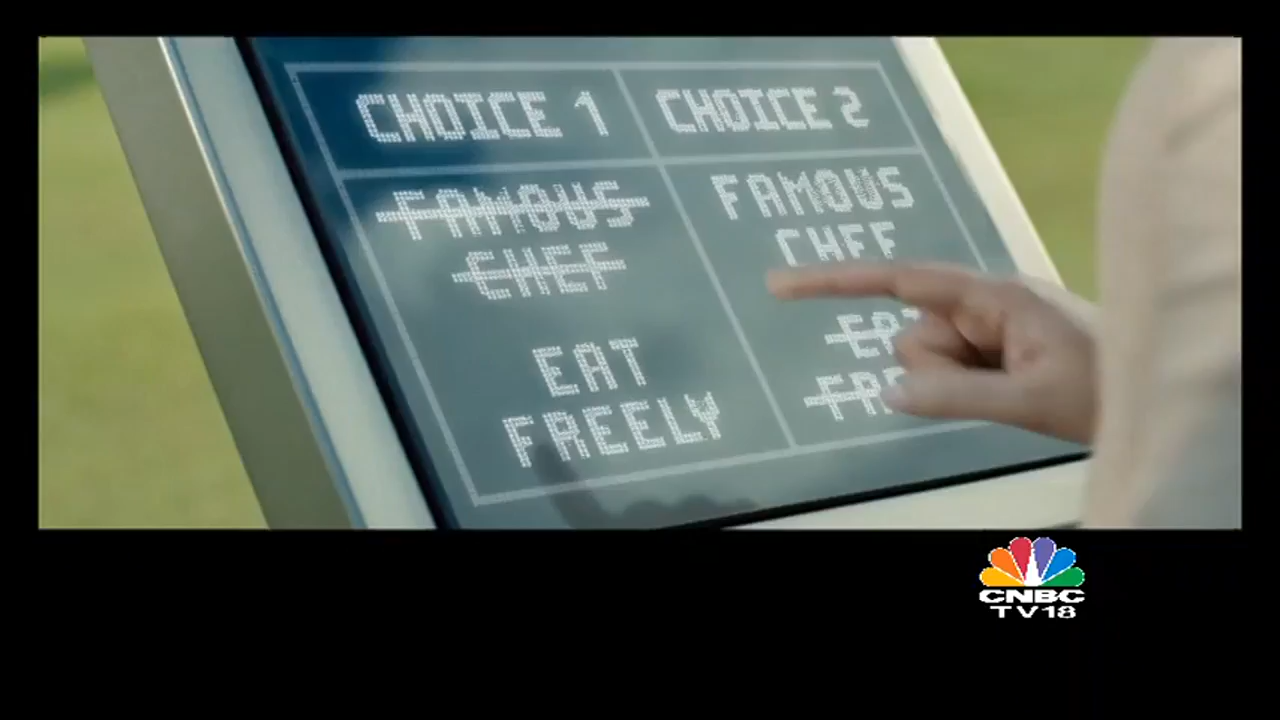 CHOICE 1
CHOICE 2
FAMOUS
CHEF
EAT
FREELY
FAMOUS
CHEF
CNBC
TV18